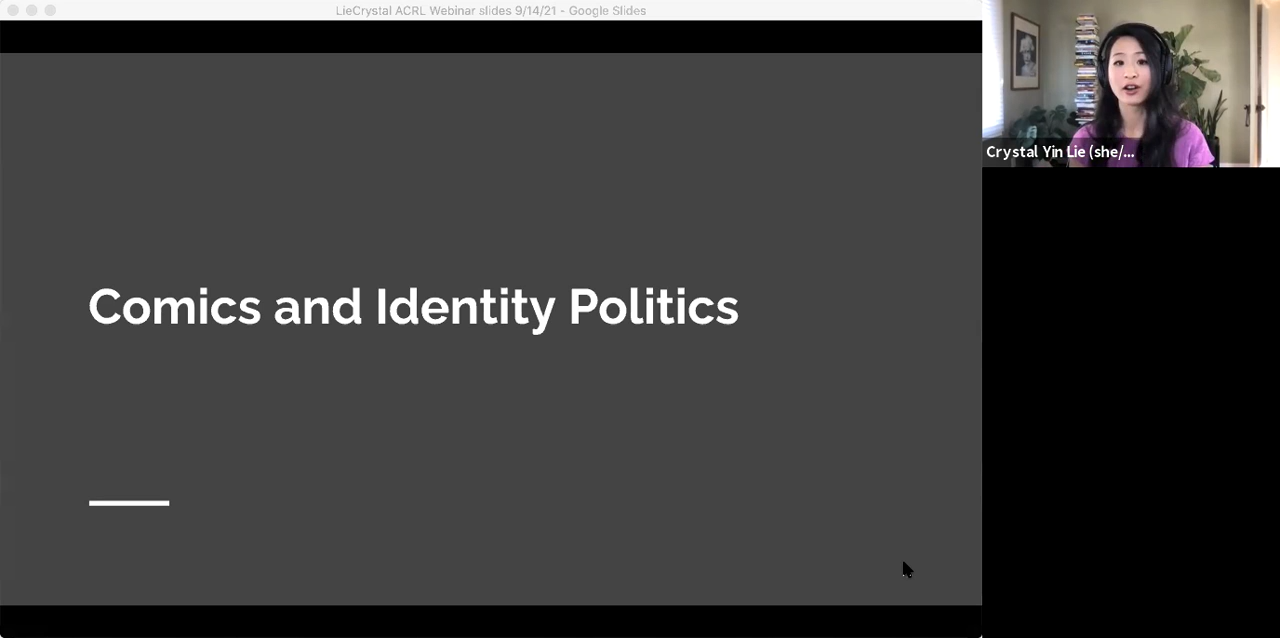 LieCrystal ACRL Webinar slides 9/14/21 - Google Slides
Crystal Yin Lie (she/...
Comics and Identity Politics